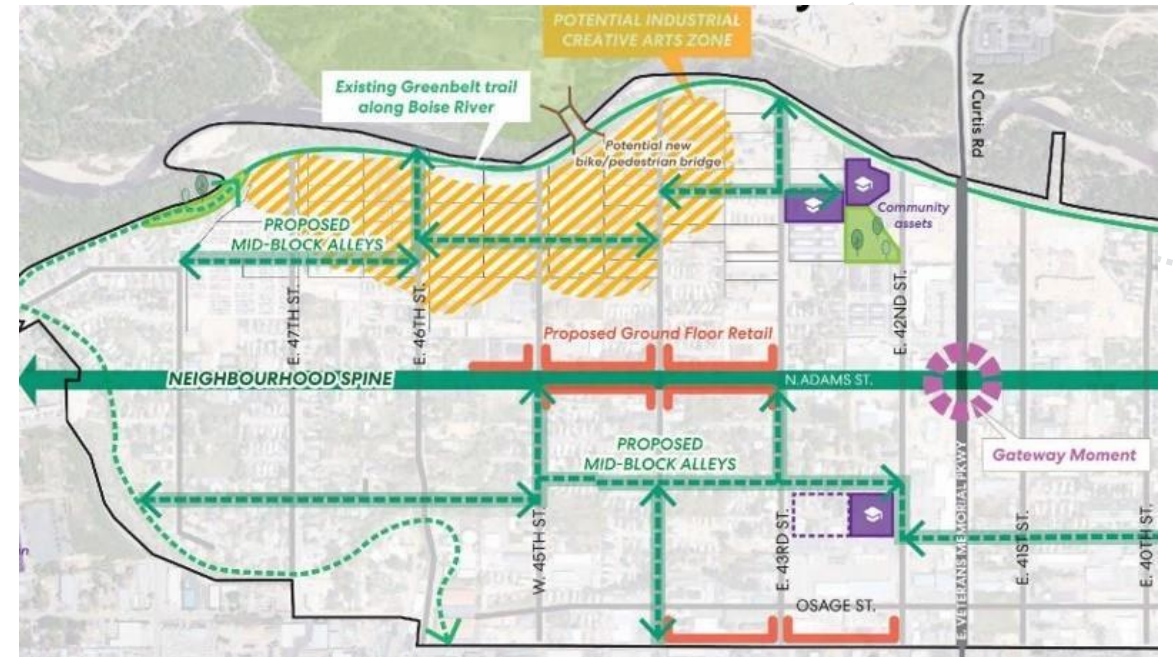 POTENTIAL INDUSTRIAL
CREATIVE ARTS ZONE
Existing Greenbelt trail
along Boise River
N Curtis Rd
Potential new
bike/pedestrian bridge
Community
assets
PROPOSED
MID-BLOCK ALLEYS
E. 47TH ST.
E. 46TH ST.
E. 42ND ST.
Proposed Ground Floor Retail
NEIGHBOURHOOD SPINE
N.ADAMS ST.
PROPOSED
MID-BLOCK ALLEYS
Gateway Moment
W. 45TH ST.
E. 43RD ST.
E. VETERANS MEMORIAL PKWY
E. 41ST ST.
E. 40TH ST.
OSAGE ST.